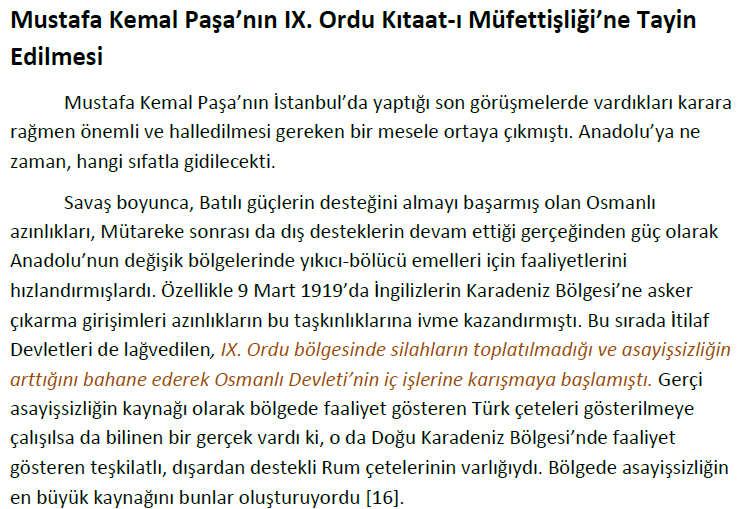 Mustafa Kemal Paşa’nın IX. Ordu Kıtaat-ı Müfettişliği’ne Tayin
Edilmesi
Mustafa Kemal Paşa’nın İstanbul’da yaptığı son görüşmelerde vardıkları karara
rağmen önemli ve halledilmesi gereken bir mesele ortaya çıkmıştı. Anadolu’ya ne
zaman, hangi sıfatla gidilecekti.
Savaş boyunca, Batılı güçlerin desteğini almayı başarmış olan Osmanlı
azınlıkları, Mütareke sonrası da dış desteklerin devam ettiği gerçeğinden güç olarak
Anadolu’nun değişik bölgelerinde yıkıcı-bölücü emelleri için faaliyetlerini
hızlandırmışlardı. Özellikle 9 Mart 1919’da İngilizlerin Karadeniz Bölgesi’ne asker
çıkarma girişimleri azınlıkların bu taşkınlıklarına ivme kazandırmıştı. Bu sırada İtilaf
Devletleri de lağvedilen, IX. Ordu bölgesinde silahların toplatılmadığı ve asayişsizliğin
arttığını bahane ederek Osmanlı Devleti’nin iç işlerine karışmaya başlamıştı. Gerçi
asayişsizliğin kaynağı olarak bölgede faaliyet gösteren Türk çeteleri gösterilmeye
çalışılsa da bilinen bir gerçek vardı ki, o da Doğu Karadeniz Bölgesi’nde faaliyet
gösteren teşkilatlı, dışardan destekli Rum çetelerinin varlığıydı. Bölgede asayişsizliğin
en büyük kaynağını bunlar oluşturuyordu [16].